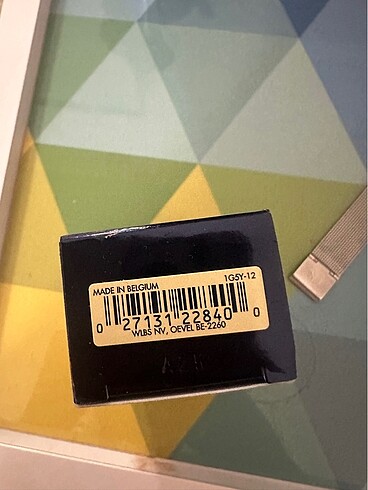 MADE IN BELGIUM
1G5Y-12
0 27131 22840 0
WLBS NV, OEVEL BE-2260